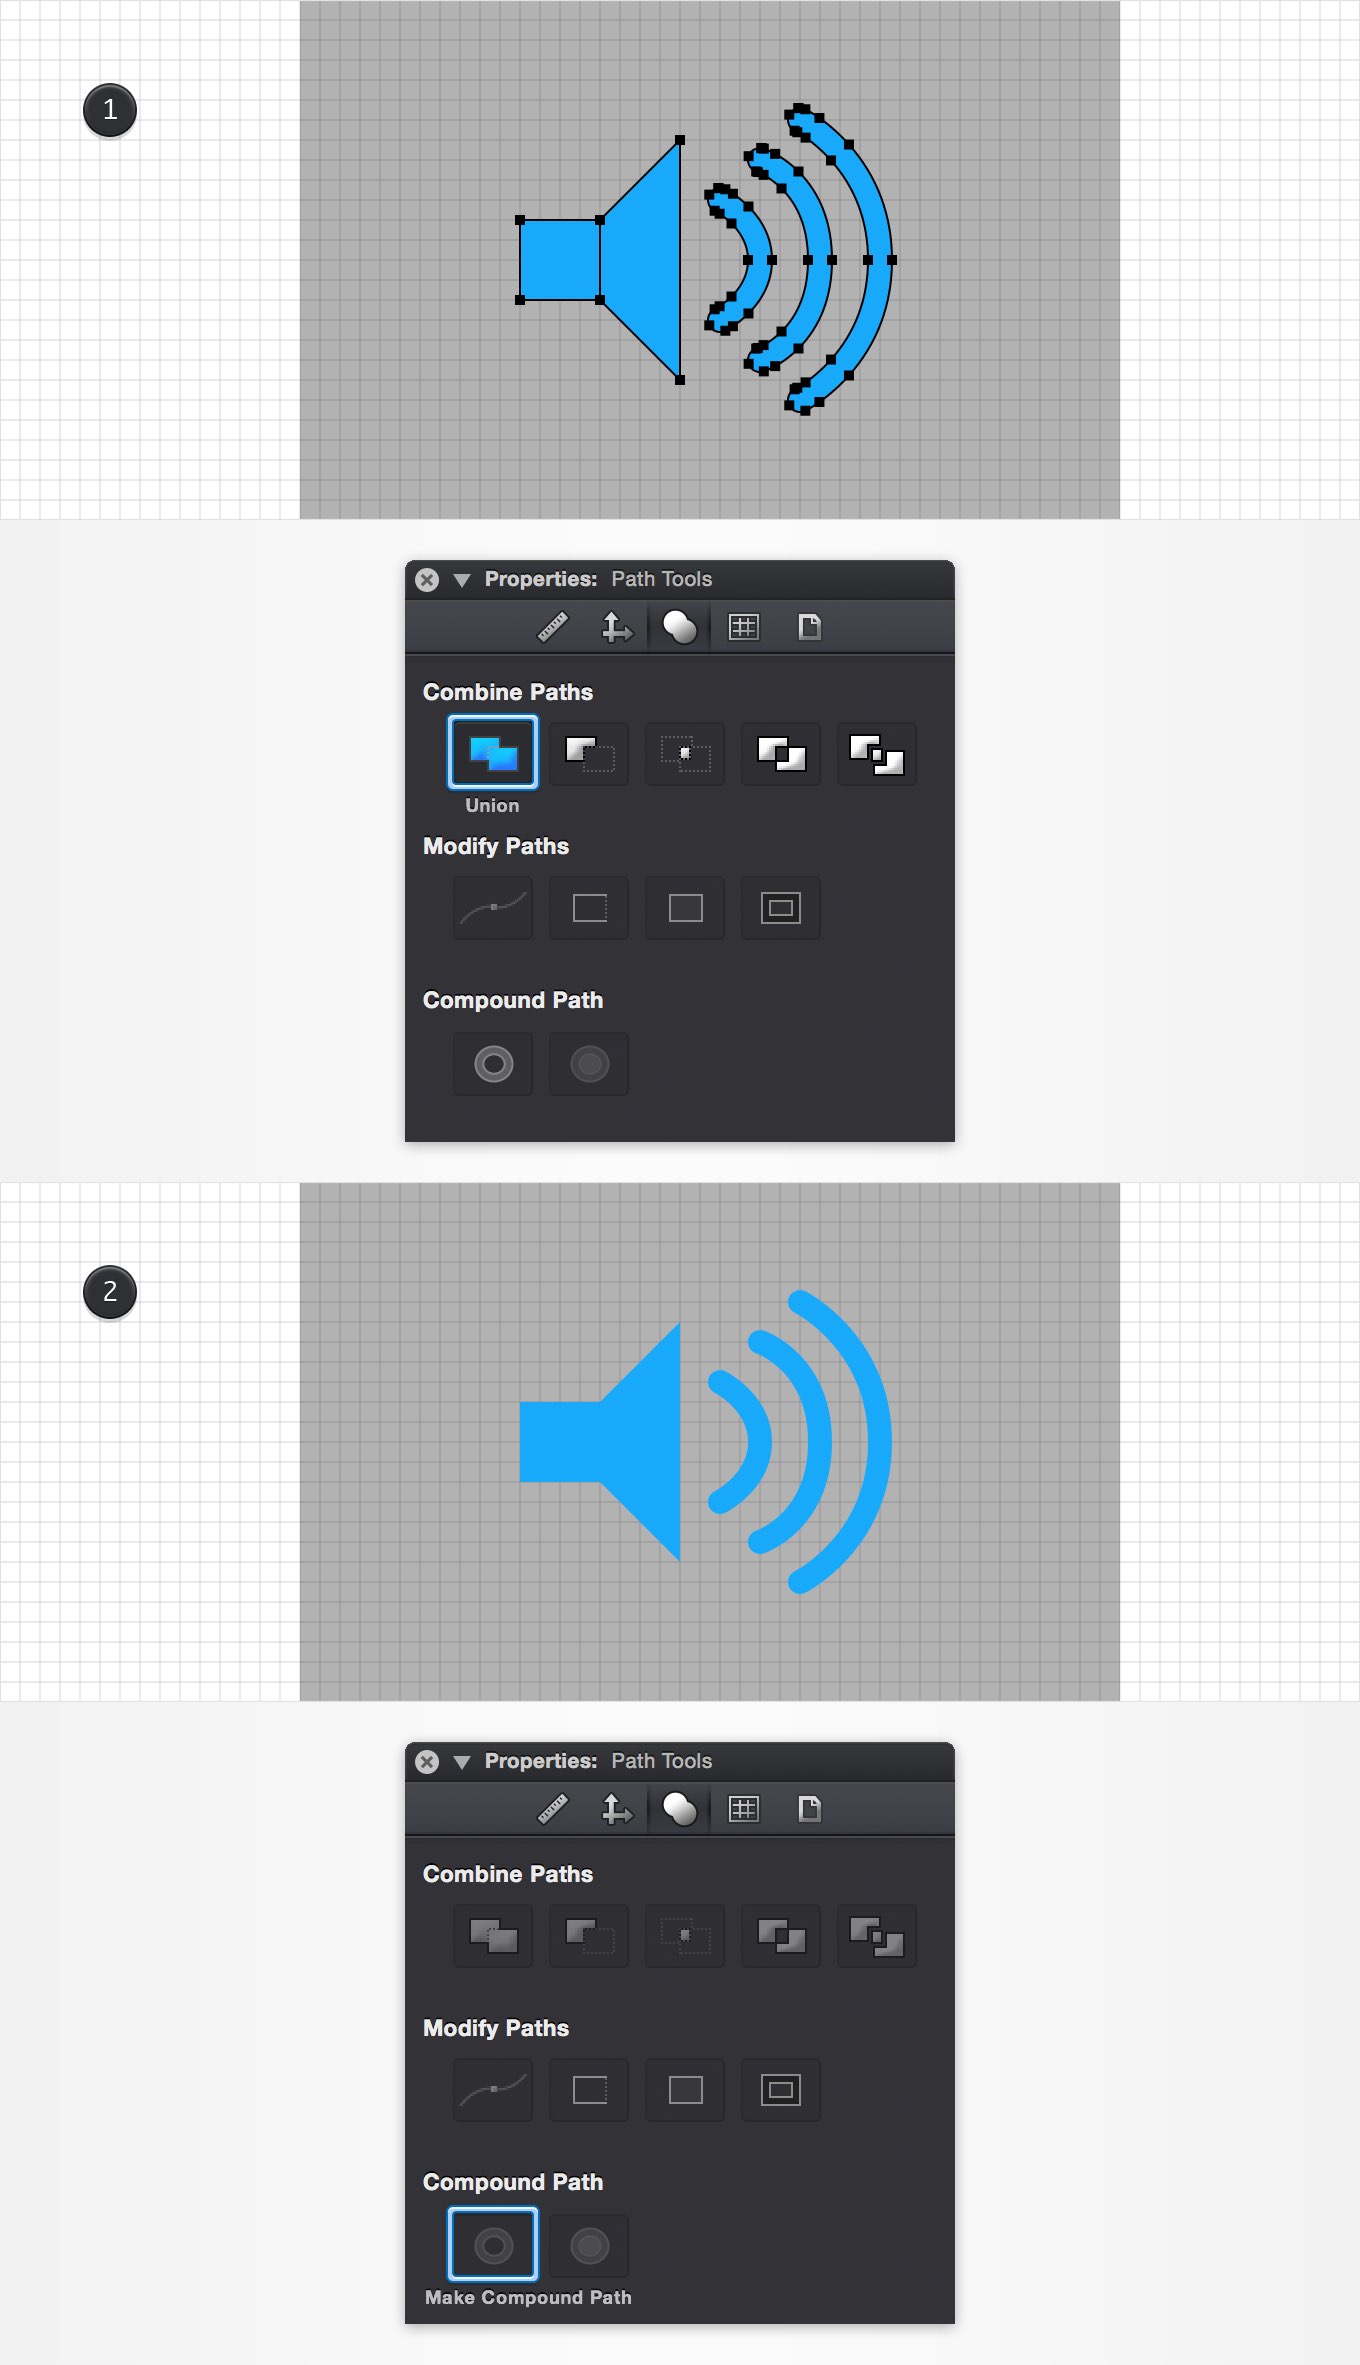 1
Properties: Path Tools
Combine Paths
Union
Modify Paths
Compound Path
2
Properties: Path Tools
Combine Paths
Modify Paths
Compound Path
Make Compound Path